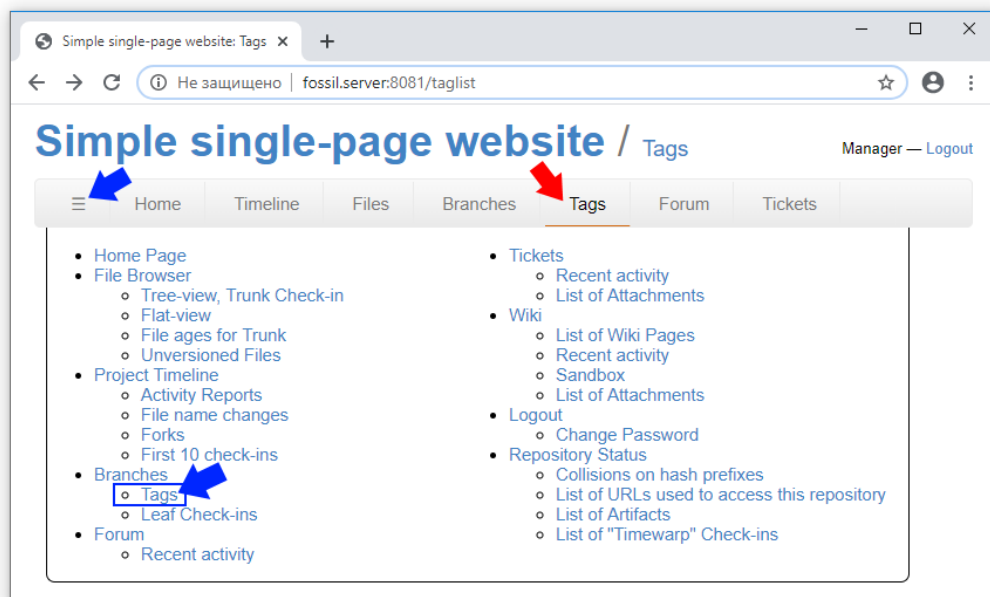 Simple single-page website: Tags
Не защищено | fossil.server:8081/taglist
Simple single-page website / Tags
Manager — Logout
☰ Home Timeline Files Branches Tags Forum Tickets
Home Page
File Browser
Tree-view, Trunk Check-in
Flat-view
File ages for Trunk
Unversioned Files
Project Timeline
Activity Reports
File name changes
Forks
First 10 check-ins
Branches
Tags
Leaf Check-ins
Forum
Recent activity
Tickets
Recent activity
List of Attachments
Wiki
List of Wiki Pages
Recent activity
Sandbox
List of Attachments
Logout
Change Password
Repository Status
Collisions on hash prefixes
List of URLs used to access this repository
List of Artifacts
List of "Timewarp" Check-ins